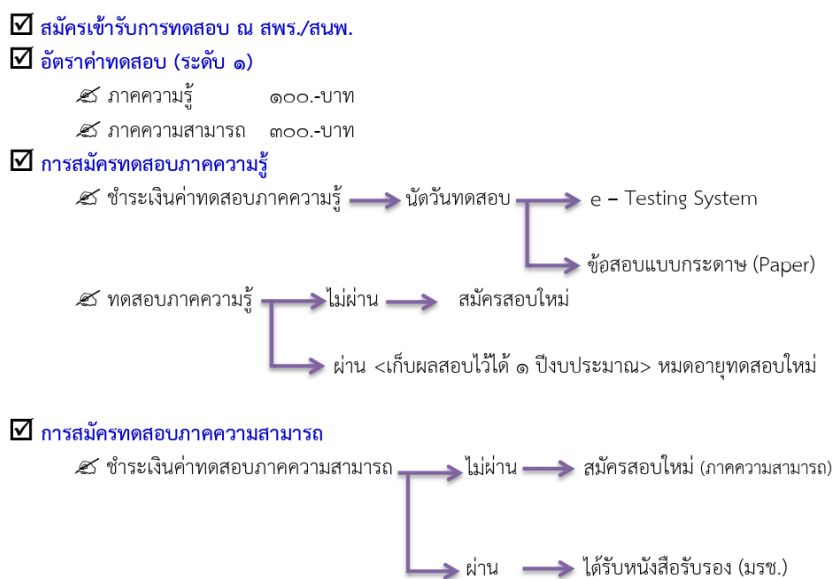 สมัครเข้ารับการทดสอบ ณ สพร./สนพ.
อัตราค่าทดสอบ (ระดับ ๑)
ภาคความรู้ ๑๐๐.-บาท
ภาคความสามารถ ๓๐๐.-บาท
การสมัครทดสอบภาคความรู้
ชำระเงินค่าทดสอบภาคความรู้ นัดวันทดสอบ e – Testing System
ข้อสอบแบบกระดาษ (Paper)
ทดสอบภาคความรู้ ไม่ผ่าน สมัครสอบใหม่
ผ่าน <เก็บผลสอบไว้ได้ ๑ ปีงบประมาณ> หมดอายุทดสอบใหม่
การสมัครทดสอบภาคความสามารถ
ชำระเงินค่าทดสอบภาคความสามารถ ไม่ผ่าน สมัครสอบใหม่ (ภาคความสามารถ)
ผ่าน ได้รับหนังสือรับรอง (มรช.)